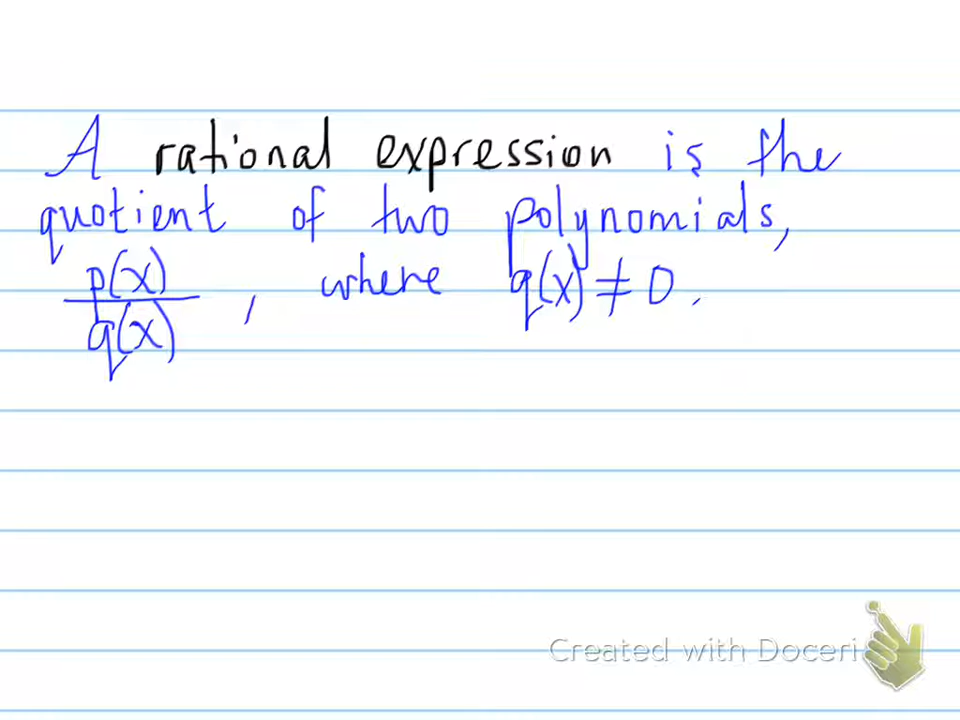 A rational expression is the
quotient of two polynomials,
p(x)/q(x), where q(x) ≠ 0.
Created with Doceri